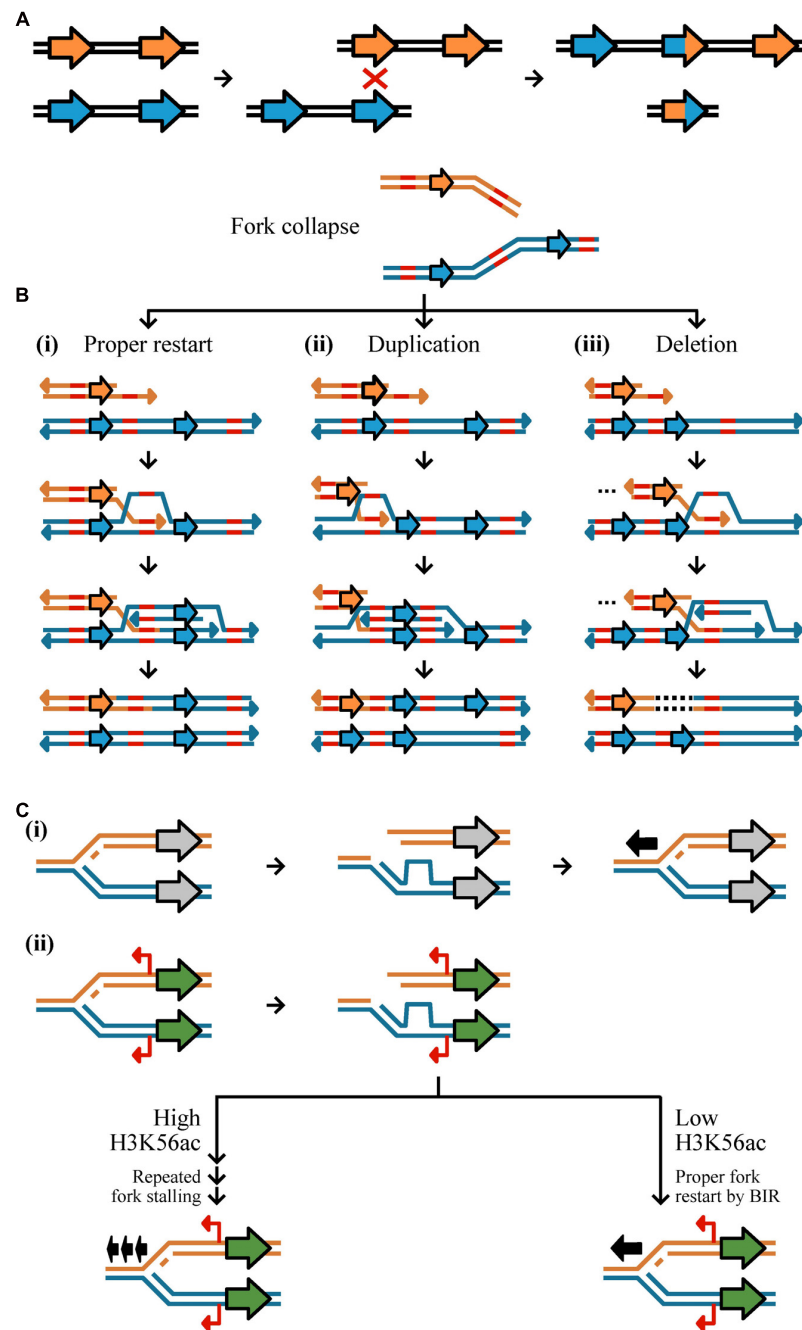 A
Fork collapse
B
(i) Proper restart
(ii) Duplication
(iii) Deletion
...
...
C
(i)
(ii)
High
H3K56ac
Repeated
fork stalling
Low
H3K56ac
Proper fork
restart by BIR